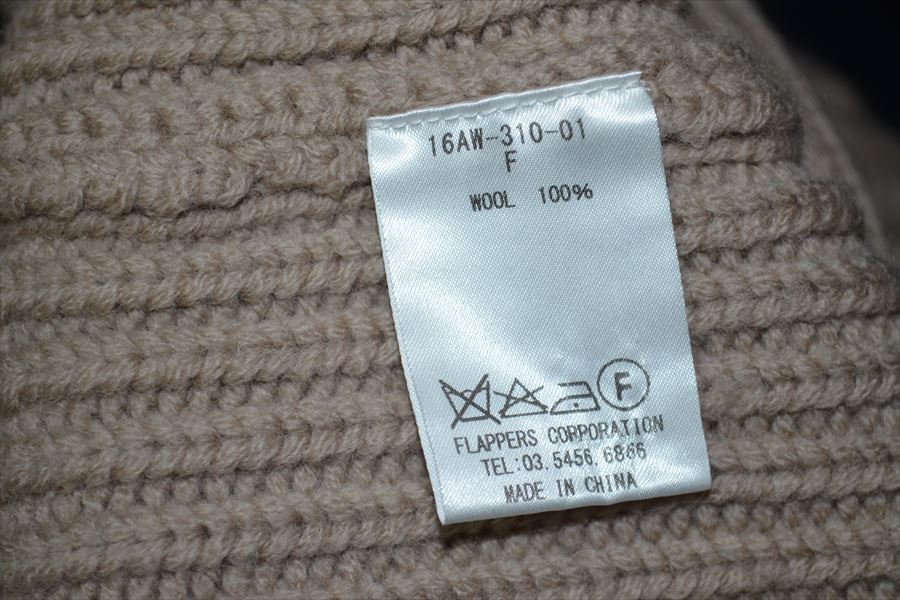 16AW-310-01
F
WOOL 100%
F
FLAPPERS CORPORATION
TEL:03.5456.6866
MADE IN CHINA